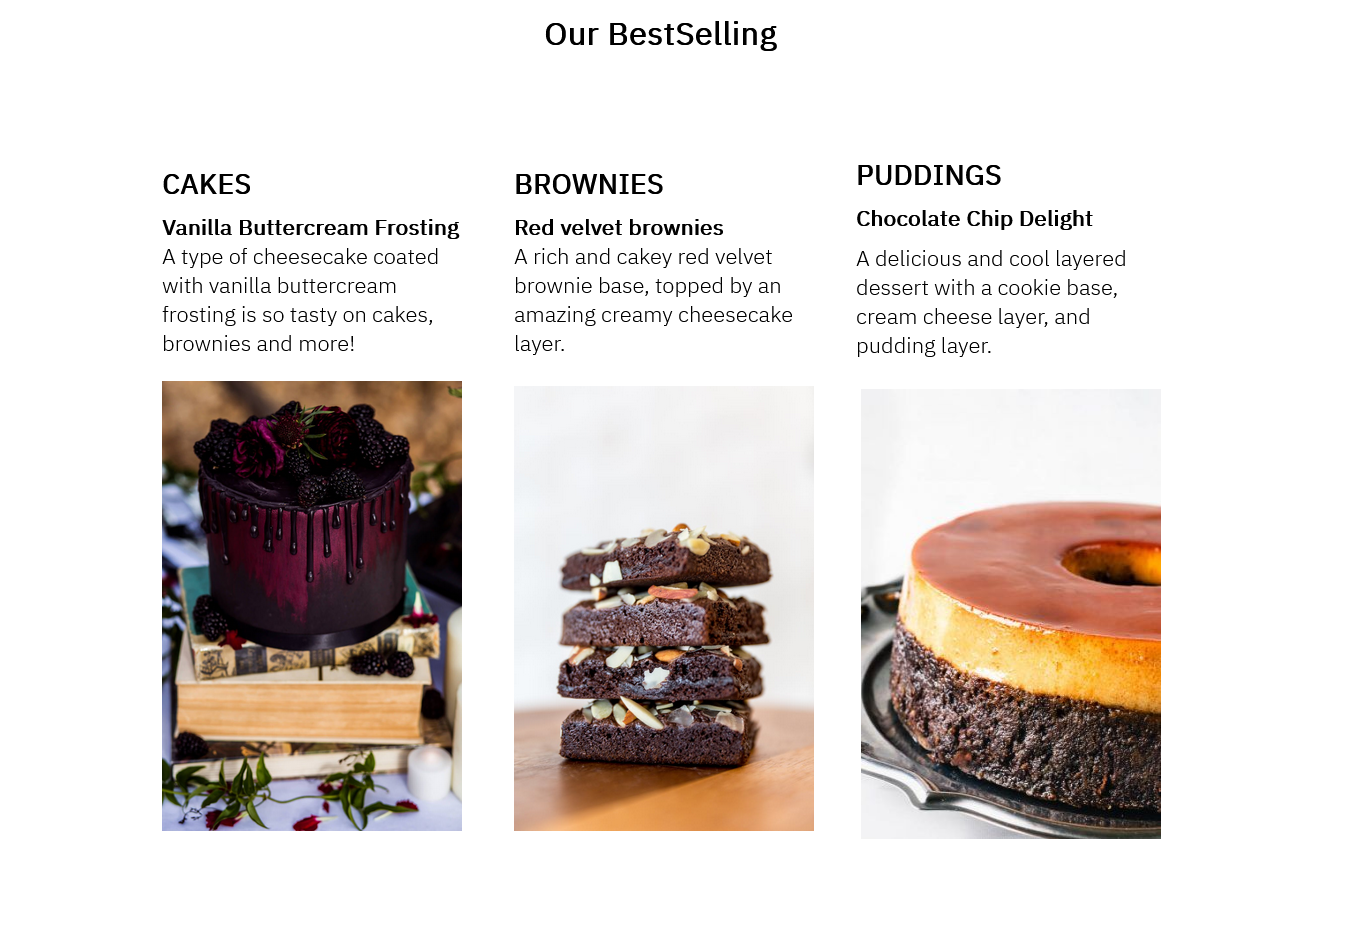 Our BestSelling
CAKES
Vanilla Buttercream Frosting
A type of cheesecake coated
with vanilla buttercream
frosting is so tasty on cakes,
brownies and more!
BROWNIES
Red velvet brownies
A rich and cakey red velvet
brownie base, topped by an
amazing creamy cheesecake
layer.
PUDDINGS
Chocolate Chip Delight
A delicious and cool layered
dessert with a cookie base,
cream cheese layer, and
pudding layer.